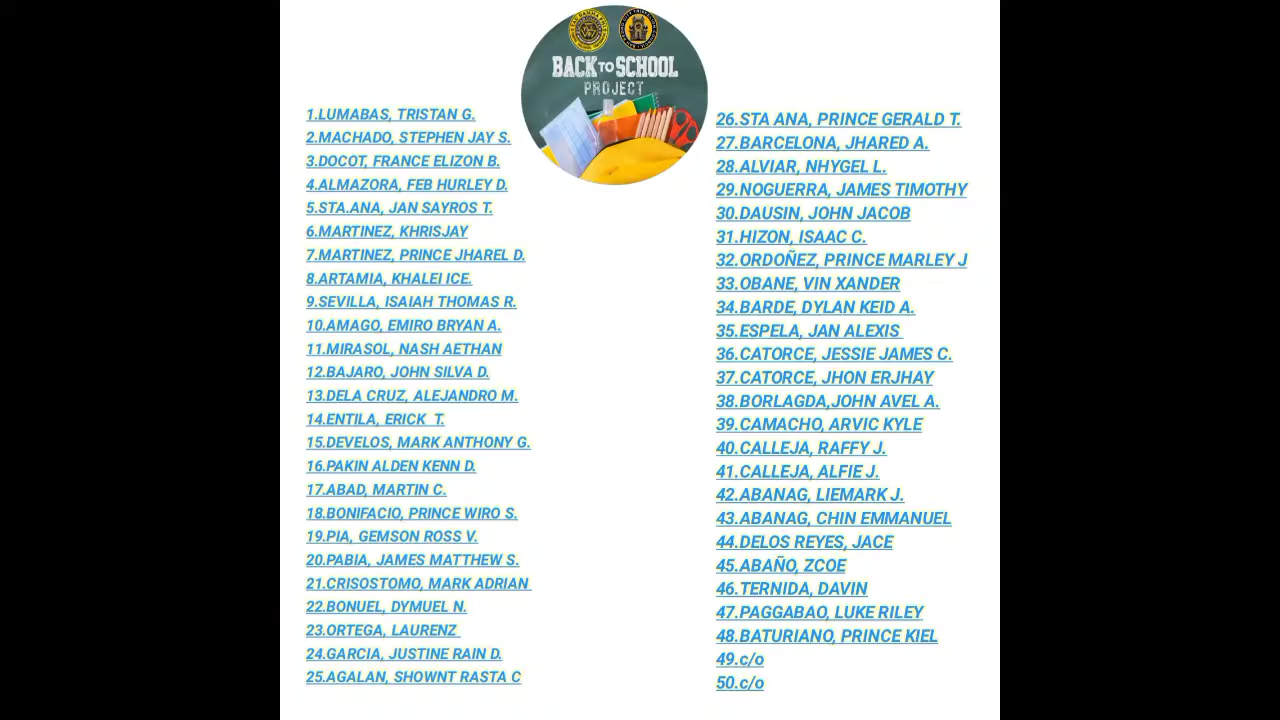 BACK TO SCHOOL
PROJECT
1.LUMABAS, TRISTAN G.
2.MACHADO, STEPHEN JAY S.
3.DOCOT, FRANCE ELIZON B.
4.ALMAZORA, FEB HURLEY D.
5.STA.ANA, JAN SAYROS T.
6.MARTINEZ, KHRISJAY
7.MARTINEZ, PRINCE JHAREL D.
8.ARTAMIA, KHALEI ICE.
9.SEVILLA, ISAIAH THOMAS R.
10.AMAGO, EMIRO BRYAN A.
11.MIRASOL, NASH AETHAN
12.BAJARO, JOHN SILVA D.
13.DELA CRUZ, ALEJANDRO M.
14.ENTILA, ERICK  T.
15.DEVELOS, MARK ANTHONY G.
16.PAKIN ALDEN KENN D.
17.ABAD, MARTIN C.
18.BONIFACIO, PRINCE WIRO S.
19.PIA, GEMSON ROSS V.
20.PABIA, JAMES MATTHEW S.
21.CRISOSTOMO, MARK ADRIAN
22.BONUEL, DYMUEL N.
23.ORTEGA, LAURENZ
24.GARCIA, JUSTINE RAIN D.
25.AGALAN, SHOWNT RASTA C
26.STA ANA, PRINCE GERALD T.
27.BARCELONA, JHARED A.
28.ALVIAR, NHYGEL L.
29.NOGUERRA, JAMES TIMOTHY
30.DAUSIN, JOHN JACOB
31.HIZON, ISAAC C.
32.ORDOÑEZ, PRINCE MARLEY J
33.OBANE, VIN XANDER
34.BARDE, DYLAN KEID A.
35.ESPELA, JAN ALEXIS
36.CATORCE, JESSIE JAMES C.
37.CATORCE, JHON ERJHAY
38.BORLAGDA,JOHN AVEL A.
39.CAMACHO, ARVIC KYLE
40.CALLEJA, RAFFY J.
41.CALLEJA, ALFIE J.
42.ABANAG, LIEMARK J.
43.ABANAG, CHIN EMMANUEL
44.DELOS REYES, JACE
45.ABAÑO, ZCOE
46.TERNIDA, DAVIN
47.PAGGABAO, LUKE RILEY
48.BATURIANO, PRINCE KIEL
49.c/o
50.c/o